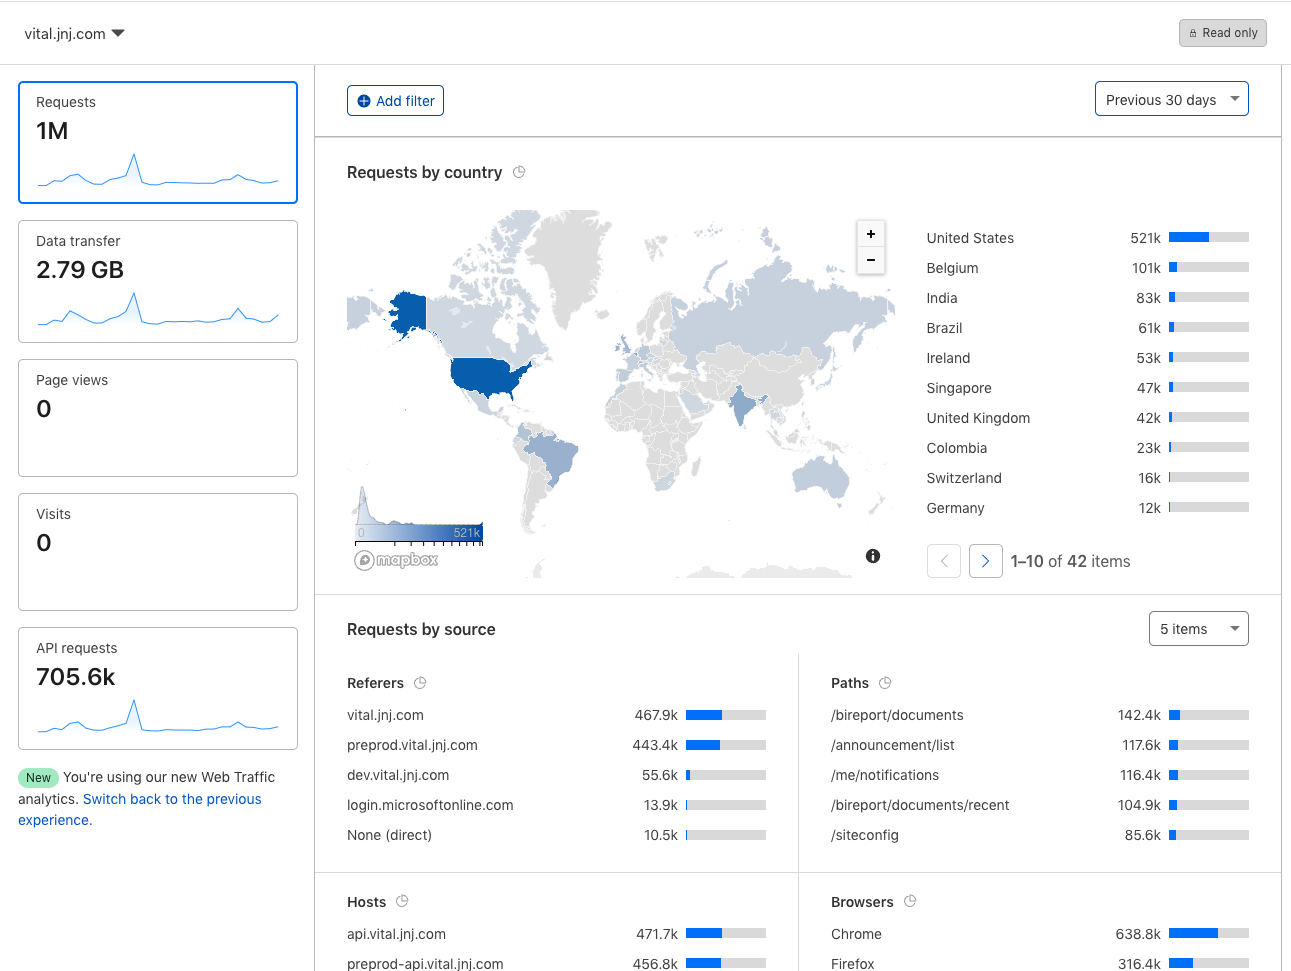 vital.jnj.com
Read only
Requests
1M
Data transfer
2.79 GB
Page views
0
Visits
0
API requests
705.6k
New You're using our new Web Traffic
analytics. Switch back to the previous
experience.
Add filter
Previous 30 days
Requests by country
+
−
0 521k
mapbox
United States 521k
Belgium 101k
India 83k
Brazil 61k
Ireland 53k
Singapore 47k
United Kingdom 42k
Colombia 23k
Switzerland 16k
Germany 12k
1–10 of 42 items
Requests by source
5 items
Referers
vital.jnj.com 467.9k
preprod.vital.jnj.com 443.4k
dev.vital.jnj.com 55.6k
login.microsoftonline.com 13.9k
None (direct) 10.5k
Paths
/bireport/documents 142.4k
/announcement/list 117.6k
/me/notifications 116.4k
/bireport/documents/recent 104.9k
/siteconfig 85.6k
Hosts
api.vital.jnj.com 471.7k
preprod-api.vital.jnj.com 456.8k
Browsers
Chrome 638.8k
Firefox 316.4k